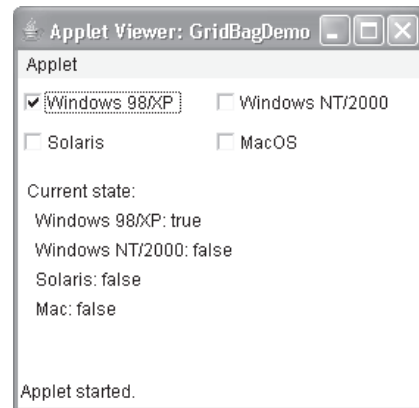 Applet Viewer: GridBagDemo
Applet
Windows 98/XP Windows NT/2000
Solaris MacOS
Current state:
Windows 98/XP: true
Windows NT/2000: false
Solaris: false
Mac: false
Applet started.